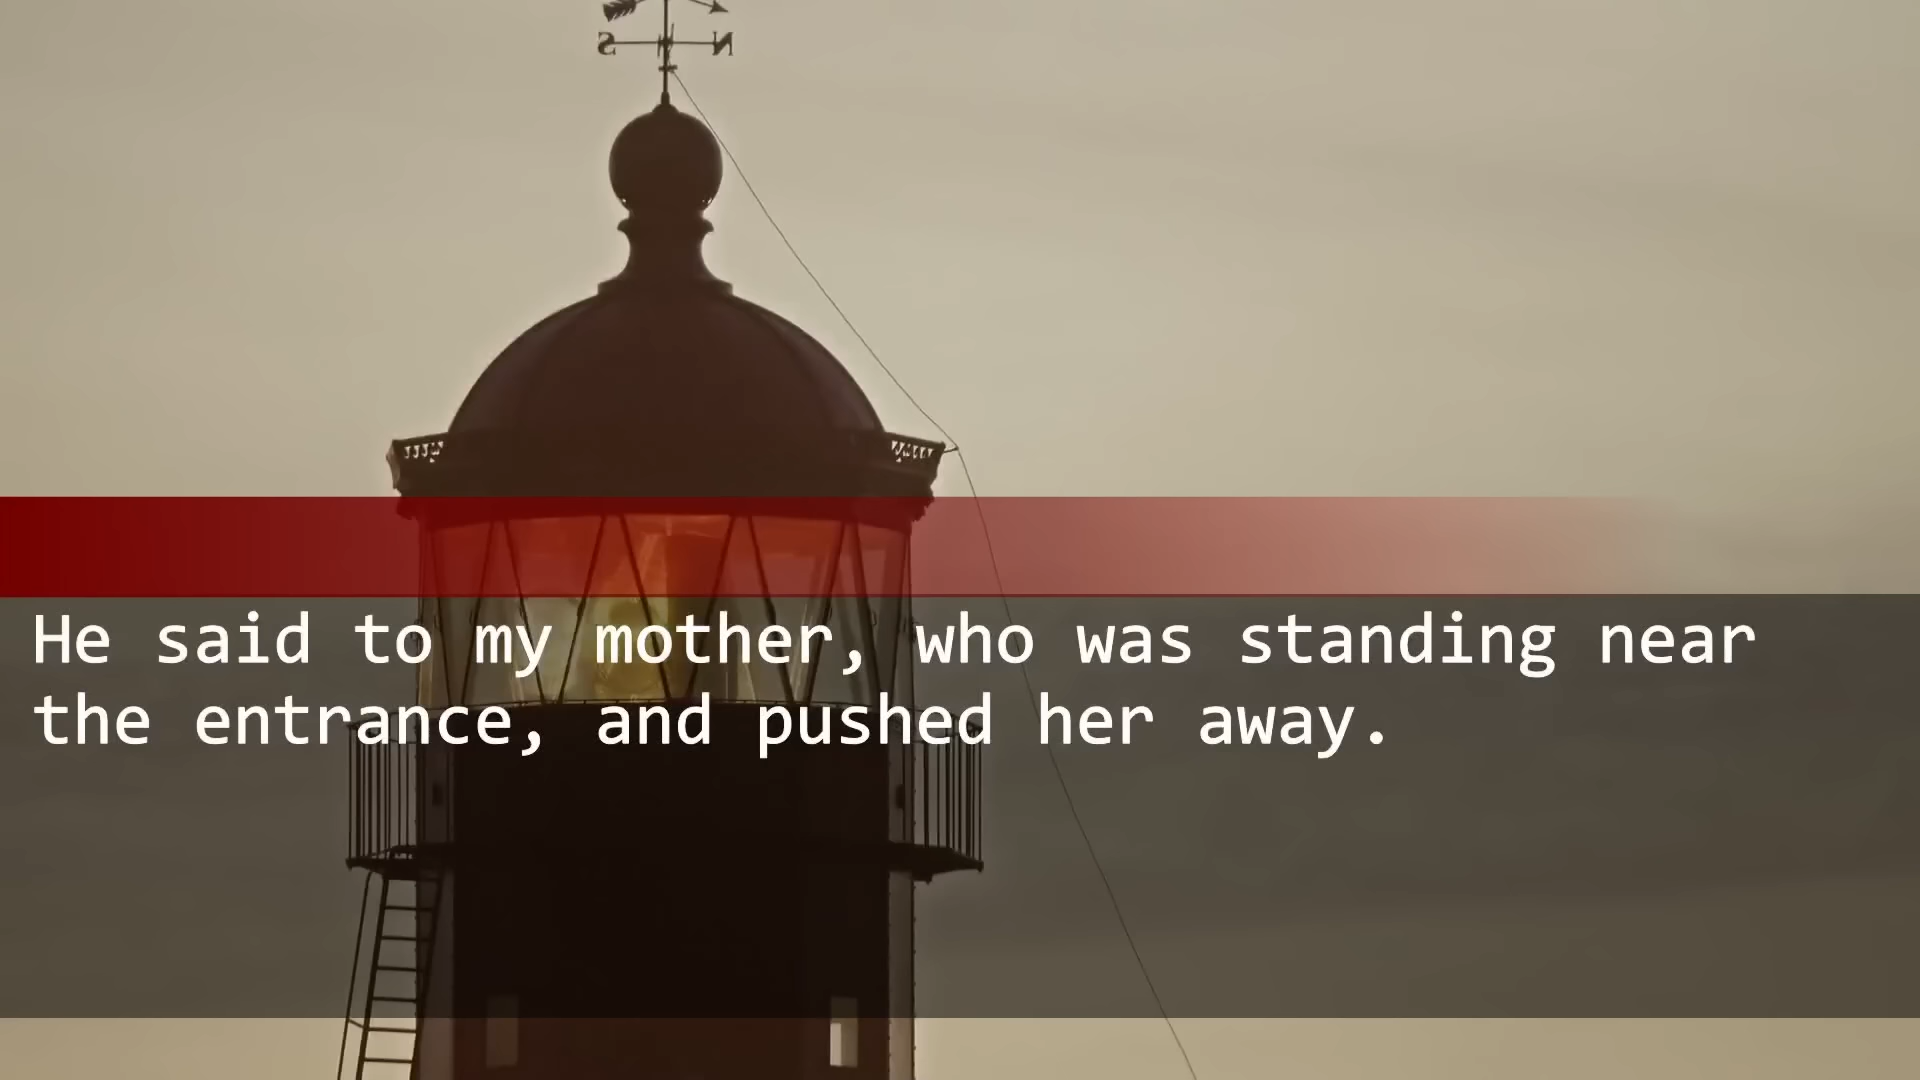 S N
He said to my mother, who was standing near
the entrance, and pushed her away.